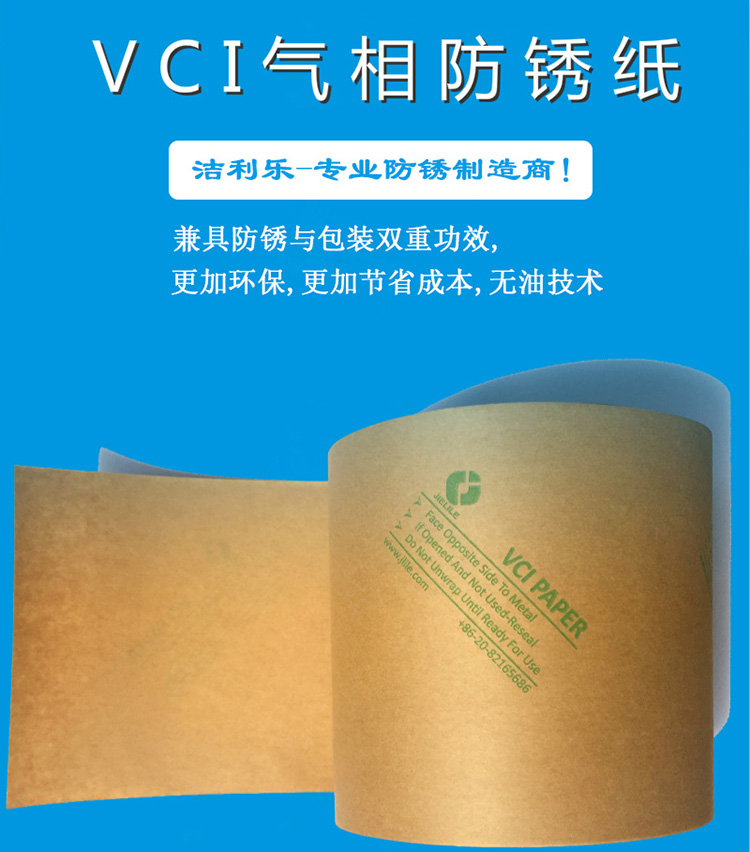 VCI气相防锈纸
洁利乐-专业防锈制造商!
兼具防锈与包装双重功效,
更加环保,更加节省成本,无油技术
JIELILE
VCI PAPER
Face Opposite Side To Metal
If Opened And Not Used-Reseal
Do Not Unwrap Until Ready For Use
www.jlle.com
+86-20-82165686